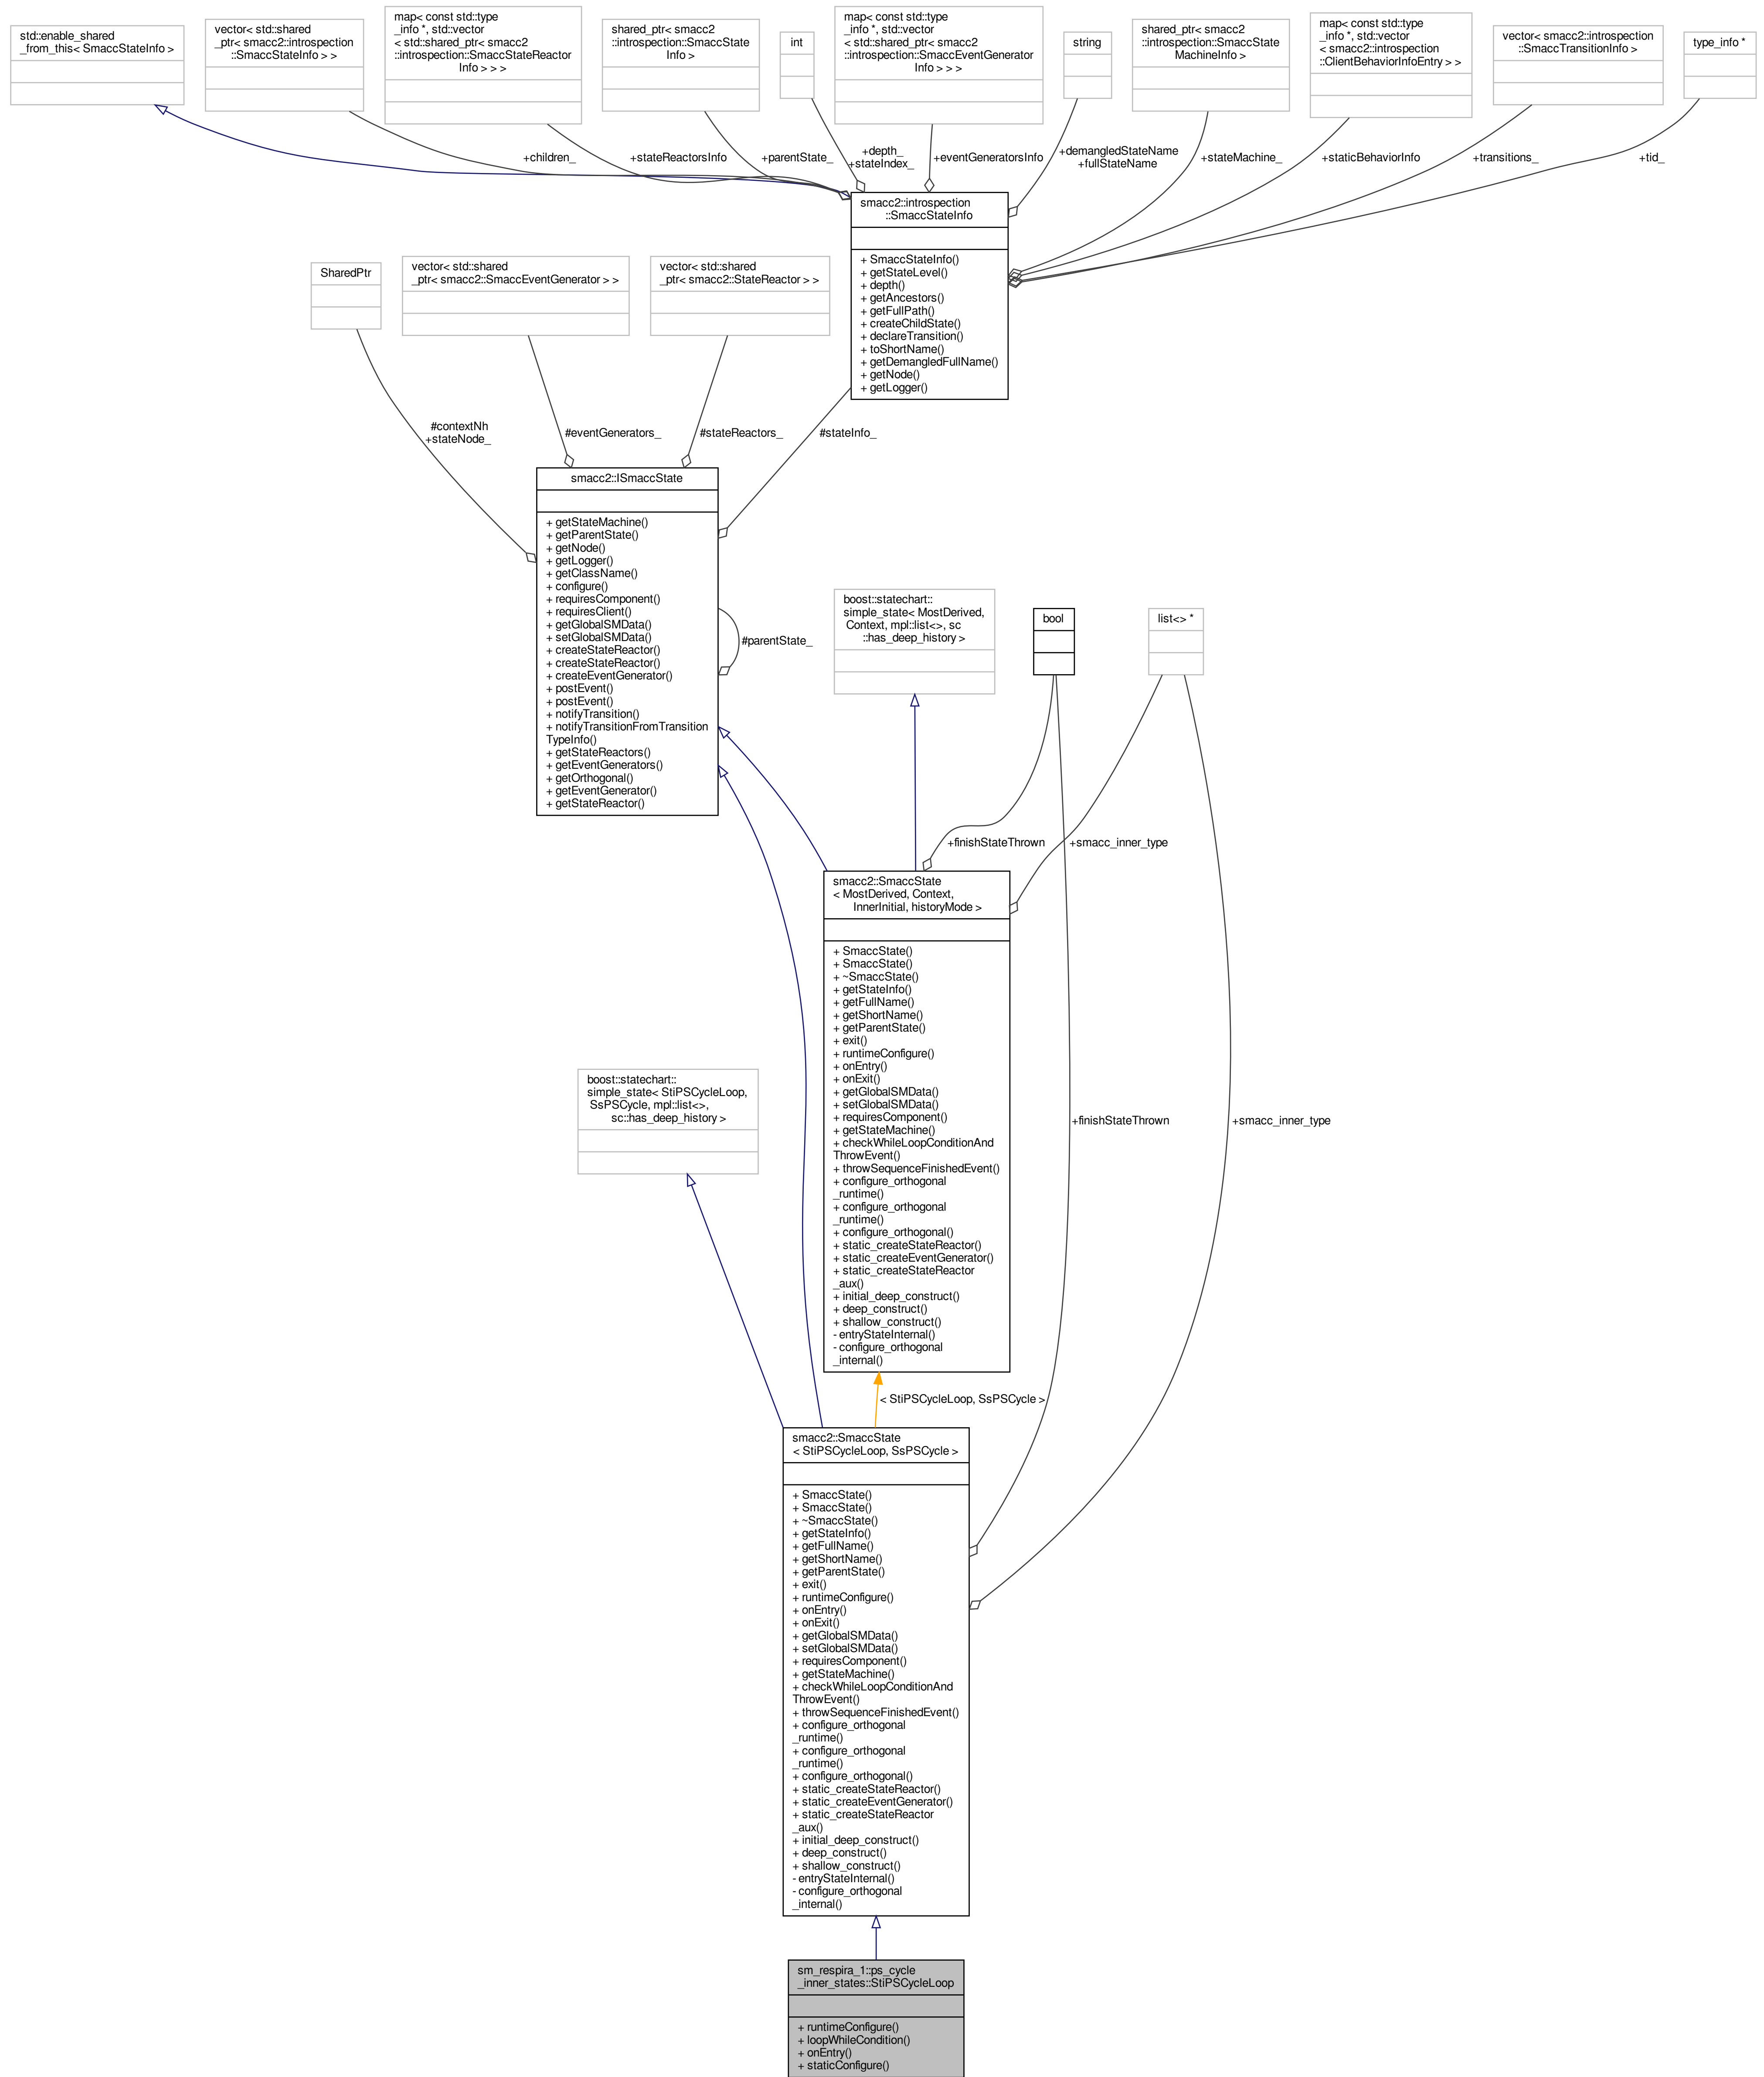 std::enable_shared
_from_this< SmaccStateInfo >
vector< std::shared
_ptr< smacc2::introspection
::SmaccStateInfo > >
map< const std::type
_info *, std::vector
< std::shared_ptr< smacc2
::introspection::SmaccStateReactor
Info > > >
shared_ptr< smacc2
::introspection::SmaccState
Info >
int
map< const std::type
_info *, std::vector
< std::shared_ptr< smacc2
::introspection::SmaccEventGenerator
Info > > >
string
shared_ptr< smacc2
::introspection::SmaccState
MachineInfo >
map< const std::type
_info *, std::vector
< smacc2::introspection
::ClientBehaviorInfoEntry > >
vector< smacc2::introspection
::SmaccTransitionInfo >
type_info *
+children_
+stateReactorsInfo
+parentState_
+depth_
+stateIndex_
+eventGeneratorsInfo
+demangledStateName
+fullStateName
+stateMachine_
+staticBehaviorInfo
+transitions_
+tid_
smacc2::introspection
::SmaccStateInfo
+ SmaccStateInfo()
+ getStateLevel()
+ depth()
+ getAncestors()
+ getFullPath()
+ createChildState()
+ declareTransition()
+ toShortName()
+ getDemangledFullName()
+ getNode()
+ getLogger()
SharedPtr
vector< std::shared
_ptr< smacc2::SmaccEventGenerator > >
vector< std::shared
_ptr< smacc2::StateReactor > >
#contextNh
+stateNode_
#eventGenerators_
#stateReactors_
#stateInfo_
smacc2::ISmaccState
+ getStateMachine()
+ getParentState()
+ getNode()
+ getLogger()
+ getClassName()
+ configure()
+ requiresComponent()
+ requiresClient()
+ getGlobalSMData()
+ setGlobalSMData()
+ createStateReactor()
+ createStateReactor()
+ createEventGenerator()
+ postEvent()
+ postEvent()
+ notifyTransition()
+ notifyTransitionFromTransition
TypeInfo()
+ getStateReactors()
+ getEventGenerators()
+ getOrthogonal()
+ getEventGenerator()
+ getStateReactor()
#parentState_
boost::statechart::
simple_state< MostDerived,
Context, mpl::list<>, sc
::has_deep_history >
bool
list<> *
+finishStateThrown
+smacc_inner_type
smacc2::SmaccState
< MostDerived, Context,
InnerInitial, historyMode >
+ SmaccState()
+ SmaccState()
+ ~SmaccState()
+ getStateInfo()
+ getFullName()
+ getShortName()
+ getParentState()
+ exit()
+ runtimeConfigure()
+ onEntry()
+ onExit()
+ getGlobalSMData()
+ setGlobalSMData()
+ requiresComponent()
+ getStateMachine()
+ checkWhileLoopConditionAnd
ThrowEvent()
+ throwSequenceFinishedEvent()
+ configure_orthogonal
_runtime()
+ configure_orthogonal
_runtime()
+ configure_orthogonal()
+ static_createStateReactor()
+ static_createEventGenerator()
+ static_createStateReactor
_aux()
+ initial_deep_construct()
+ deep_construct()
+ shallow_construct()
- entryStateInternal()
- configure_orthogonal
_internal()
boost::statechart::
simple_state< StiPSCycleLoop,
SsPSCycle, mpl::list<>,
sc::has_deep_history >
+finishStateThrown
+smacc_inner_type
< StiPSCycleLoop, SsPSCycle >
smacc2::SmaccState
< StiPSCycleLoop, SsPSCycle >
+ SmaccState()
+ SmaccState()
+ ~SmaccState()
+ getStateInfo()
+ getFullName()
+ getShortName()
+ getParentState()
+ exit()
+ runtimeConfigure()
+ onEntry()
+ onExit()
+ getGlobalSMData()
+ setGlobalSMData()
+ requiresComponent()
+ getStateMachine()
+ checkWhileLoopConditionAnd
ThrowEvent()
+ throwSequenceFinishedEvent()
+ configure_orthogonal
_runtime()
+ configure_orthogonal
_runtime()
+ configure_orthogonal()
+ static_createStateReactor()
+ static_createEventGenerator()
+ static_createStateReactor
_aux()
+ initial_deep_construct()
+ deep_construct()
+ shallow_construct()
- entryStateInternal()
- configure_orthogonal
_internal()
sm_respira_1::ps_cycle
_inner_states::StiPSCycleLoop
+ runtimeConfigure()
+ loopWhileCondition()
+ onEntry()
+ staticConfigure()